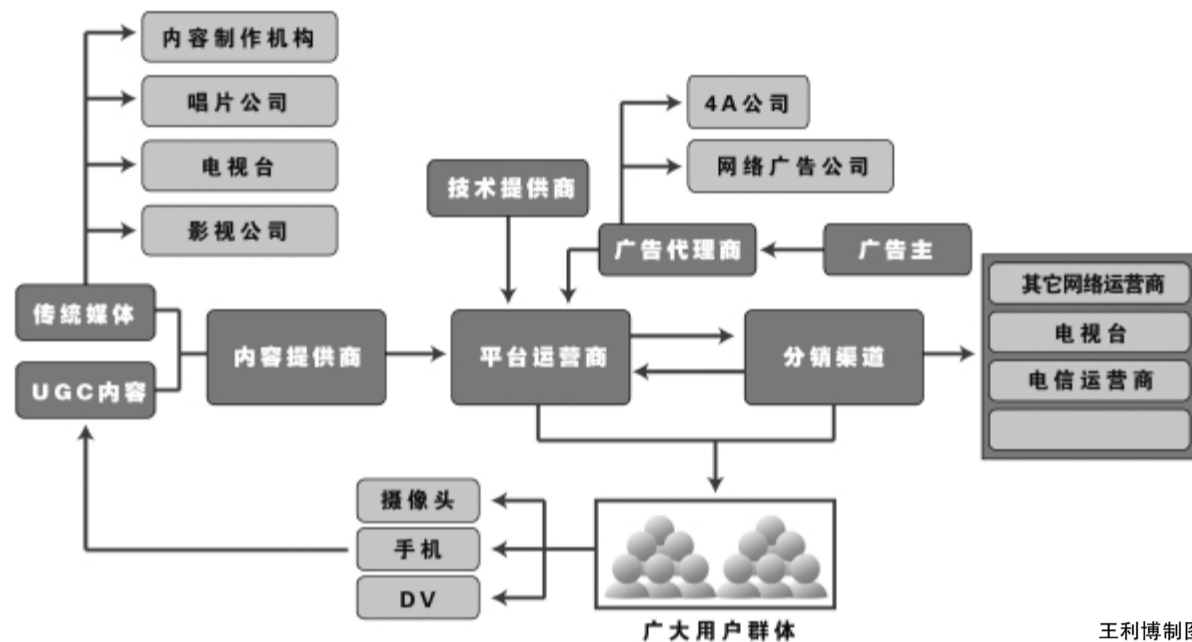 内容制作机构
唱片公司
电视台
影视公司
4A公司
网络广告公司
技术提供商
广告代理商
广告主
传统媒体
UGC内容
内容提供商
平台运营商
分销渠道
其它网络运营商
电视台
电信运营商
摄像头
手机
DV
广大用户群体
王利博制图